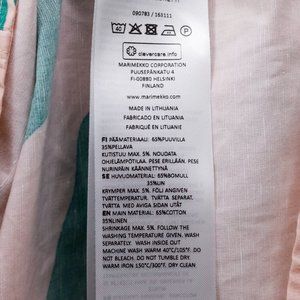 090783 / 163111
40
P
clevercare.info
MARIMEKKO CORPORATION
PUUSEPÄNKATU 4
FI-00880 HELSINKI
FINLAND
www.marimekko.com
MADE IN LITHUANIA
FABRICADO EN LITUANIA
FABRIQUÉ EN LITUANIE
FI PÄÄMATERIAALI: 65%PUUVILLA
35%PELLAVA
KUTISTUU MAX. 5%. NOUDATA
OHJELÄMPÖTILAA. PESE ERILLÄÄN. PESE
NURINPÄIN KÄÄNNETTYNÄ
SE HUVUDMATERIAL: 65%BOMULL
35%LIN
KRYMPER MAX. 5%. FÖLJ ANGIVEN
TVÄTTEMPERATUR. TVÄTTA SEPARAT.
TVÄTTA MED AVIGA SIDAN UTÅT
EN MAIN MATERIAL: 65%COTTON
35%LINEN
SHRINKAGE MAX. 5%. FOLLOW THE
WASHING TEMPERATURE GIVEN. WASH
SEPARATELY. WASH INSIDE OUT
MACHINE WASH WARM 40°C/105°F. DO
NOT BLEACH. DO NOT TUMBLE DRY.
WARM IRON 150°C/300°F. DRY CLEAN